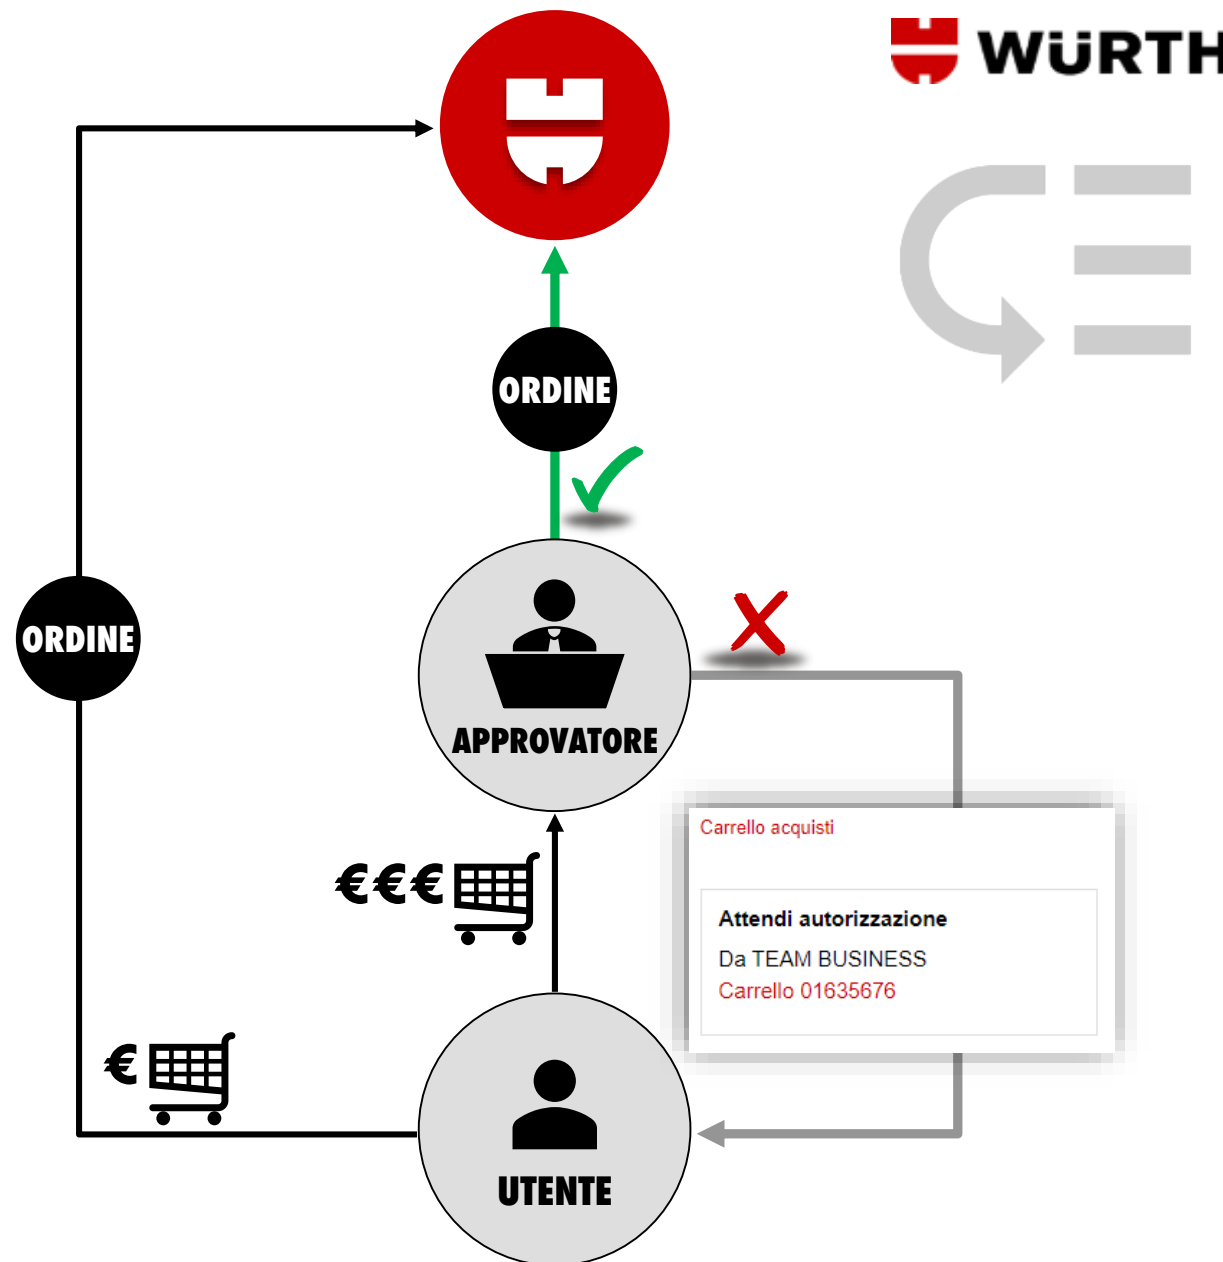 WÜRTH
ORDINE
ORDINE
APPROVATORE
€€€
Carrello acquisti
Attendi autorizzazione
Da TEAM BUSINESS
Carrello 01635676
€
UTENTE